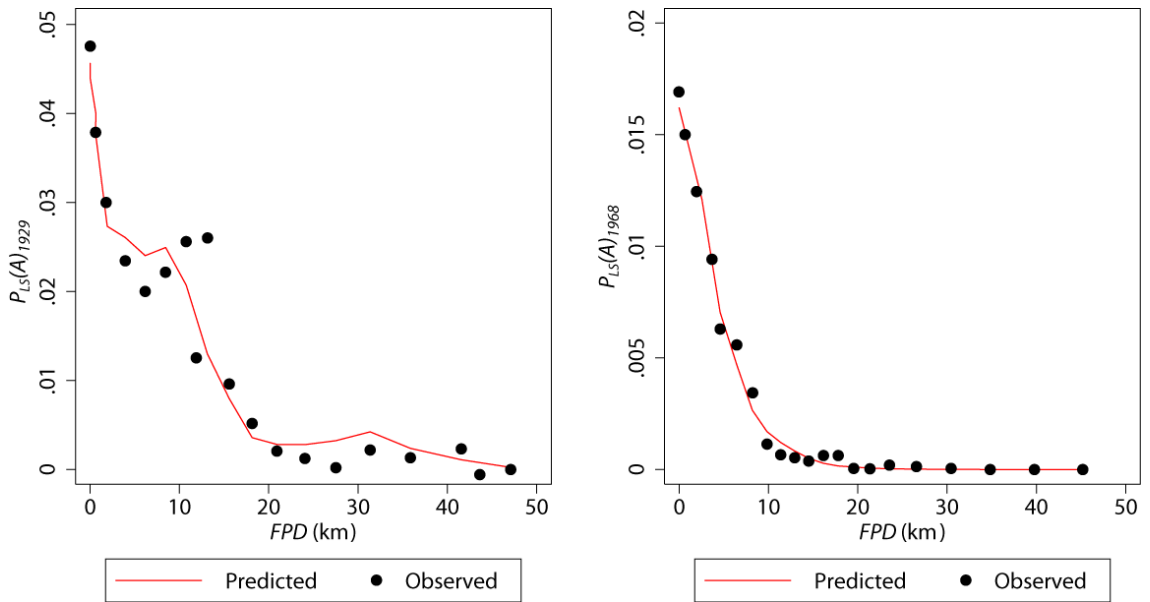 .05
.04
.03
.02
.01
0
P_LS(A)_1929
0 10 20 30 40 50
FPD (km)
Predicted Observed
.02
.015
.01
.005
0
P_LS(A)_1968
0 10 20 30 40 50
FPD (km)
Predicted Observed